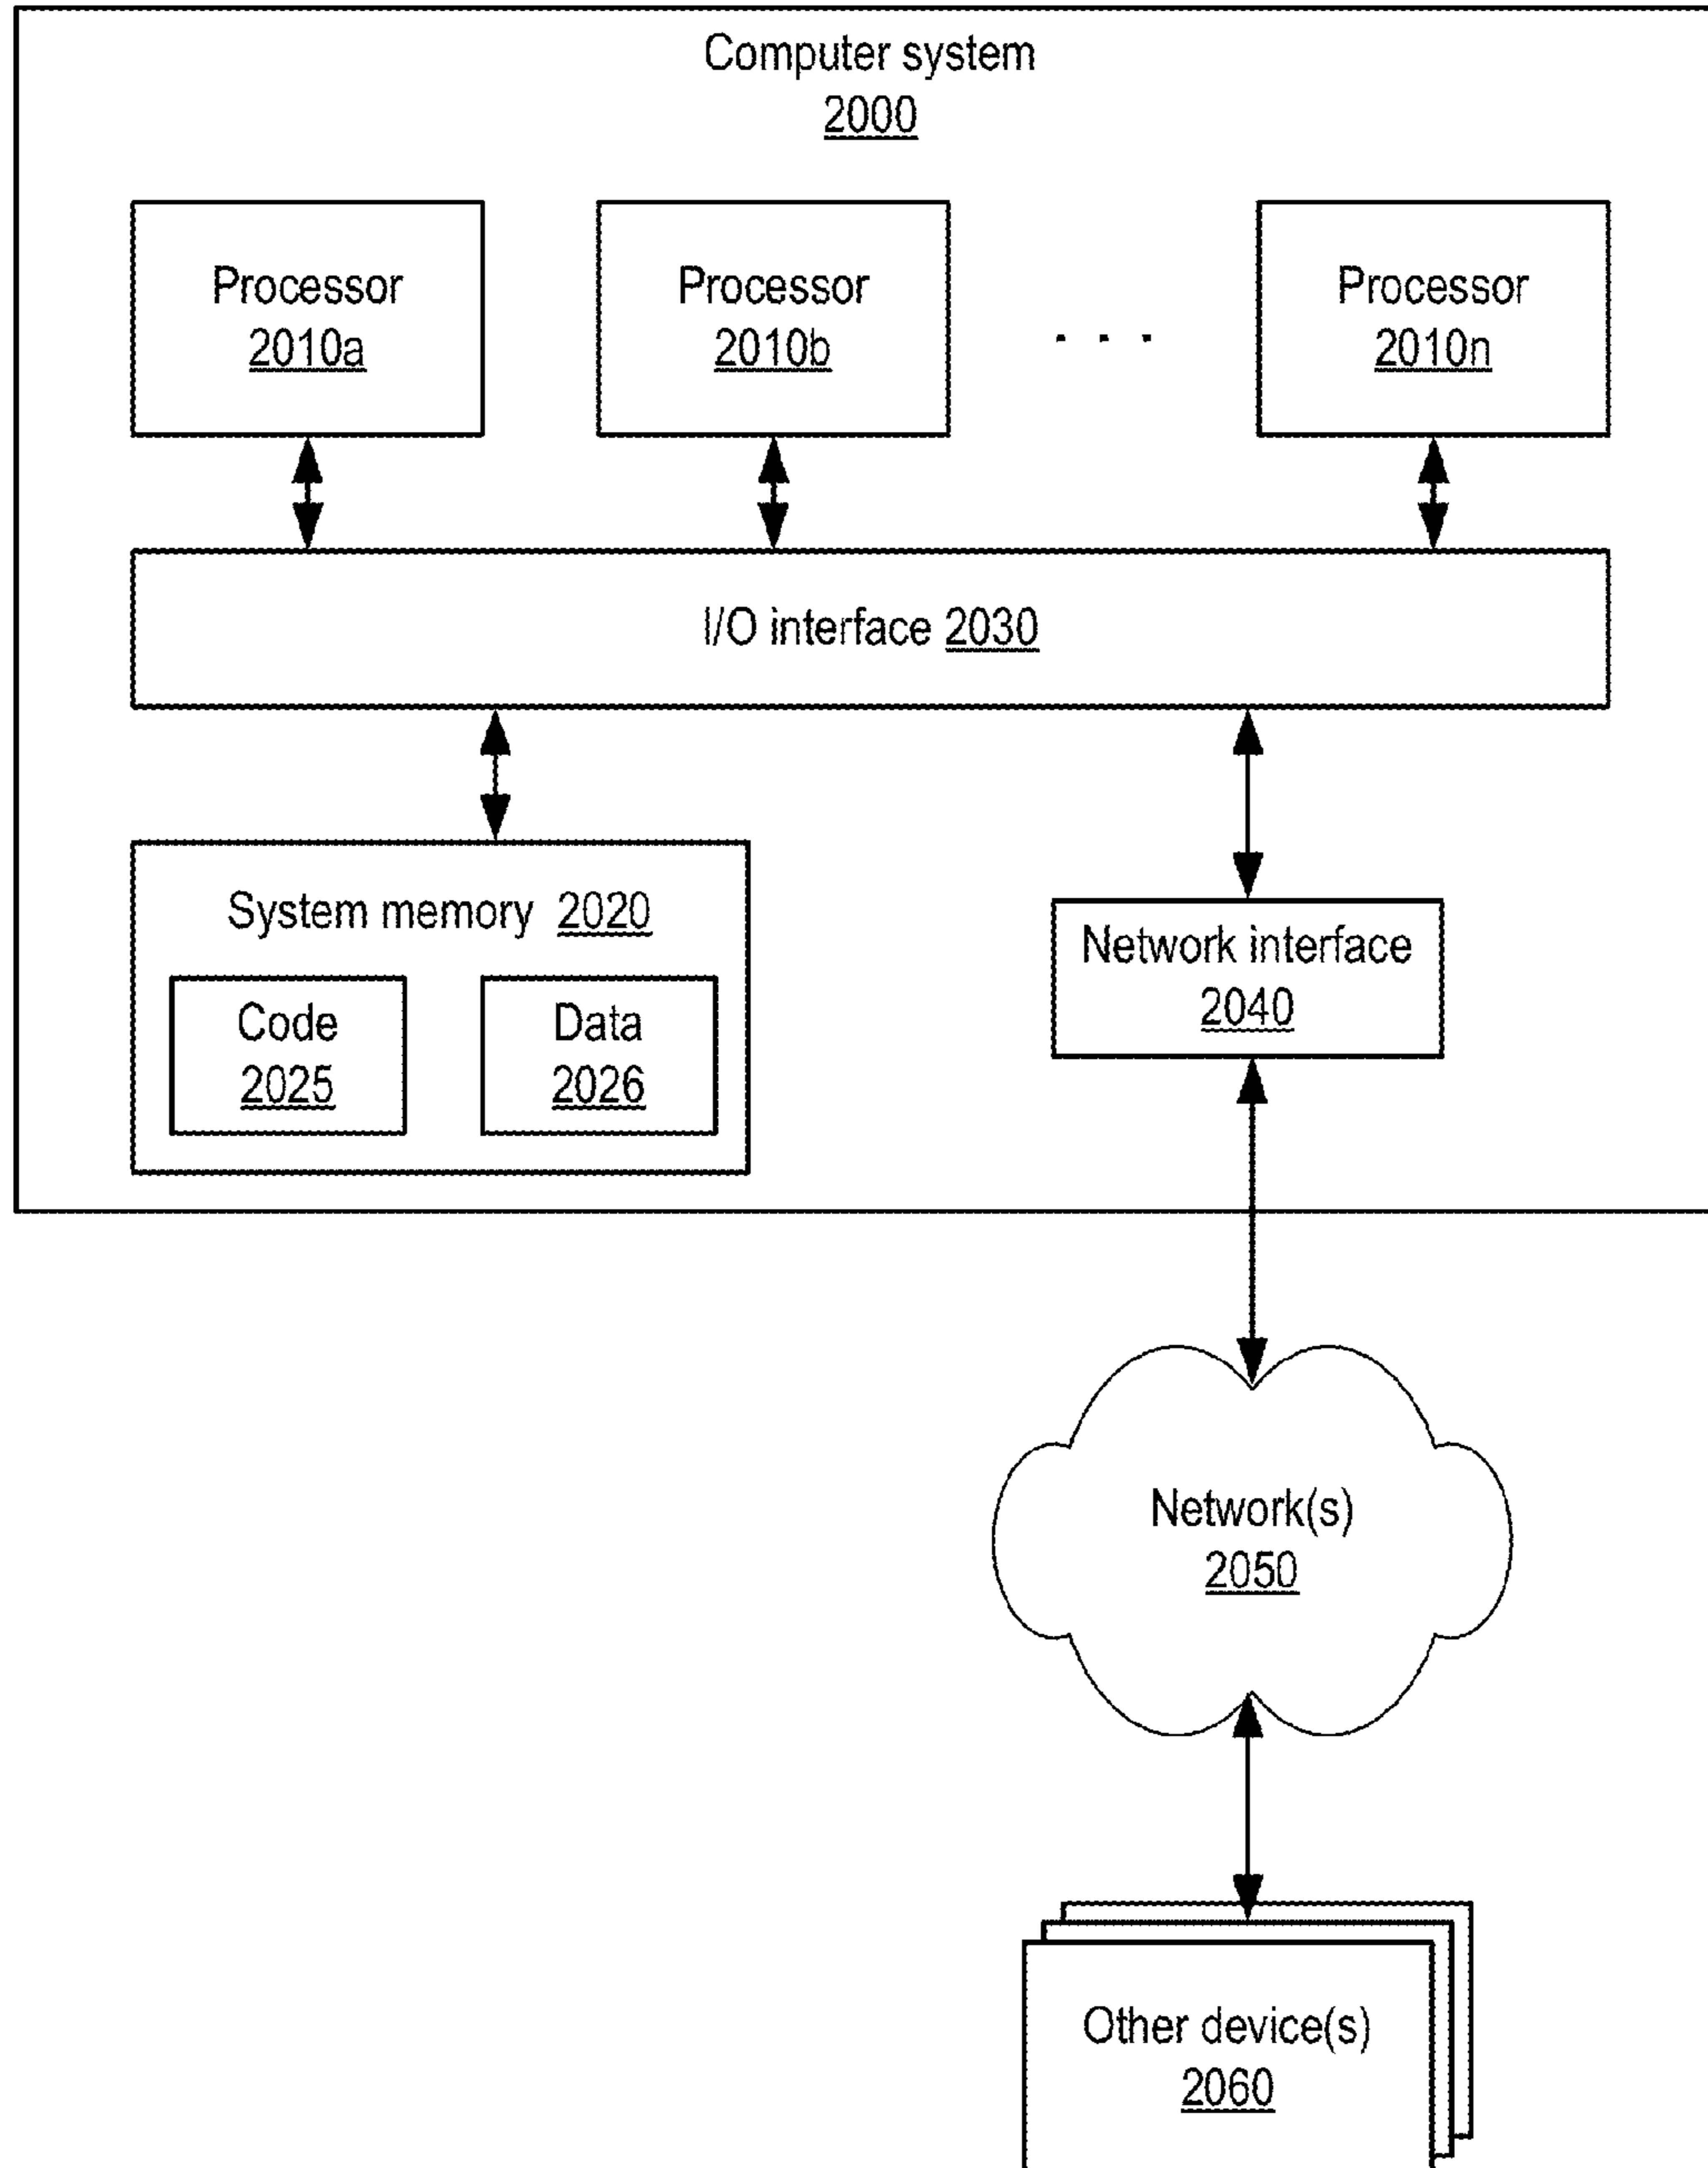 Computer system
2000
Processor
2010a
Processor
2010b
. . .
Processor
2010n
I/O interface 2030
System memory 2020
Code
2025
Data
2026
Network interface
2040
Network(s)
2050
Other device(s)
2060